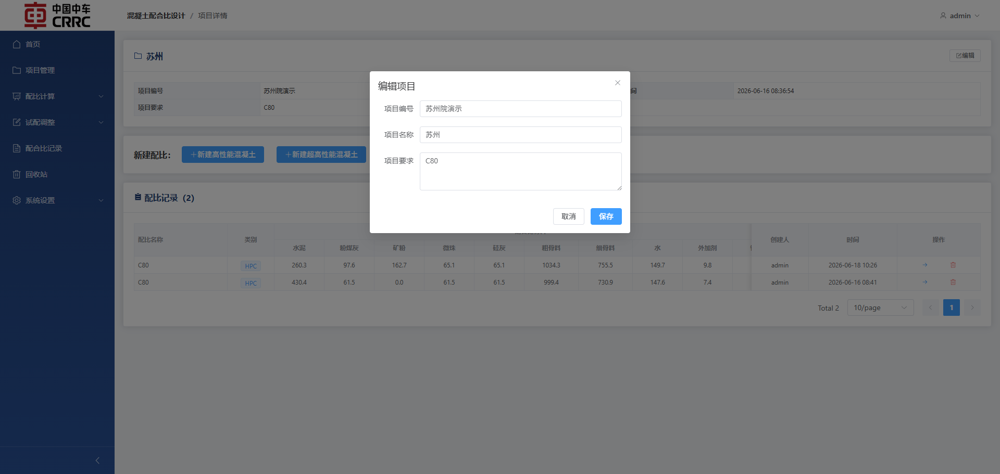 中国中车
CRRC
混凝土配合比设计 / 项目详情
admin
首页
项目管理
配比计算
试配调整
配合比记录
回收站
系统设置
苏州
编辑
项目编号 苏州院演示 间 2026-06-16 08:36:54
项目要求 C80
编辑项目
项目编号 苏州院演示
项目名称 苏州
项目要求 C80
取消 保存
新建配比: +新建高性能混凝土 +新建超高性能混凝土
配比记录 (2)
配比名称 类别 水泥 粉煤灰 矿粉 微珠 硅灰 粗骨料 细骨料 水 外加剂 创建人 时间 操作
C80 HPC 260.3 97.6 162.7 65.1 65.1 1034.3 755.5 149.7 9.8 admin 2026-06-18 10:26
C80 HPC 430.4 61.5 0.0 61.5 61.5 999.4 730.9 147.6 7.4 admin 2026-06-16 08:41
Total 2 10/page 1